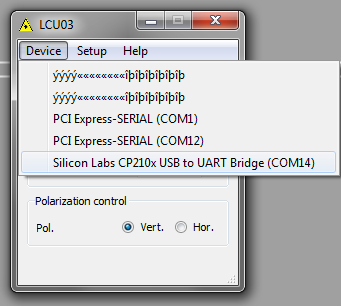 LCU03
Device Setup Help
ýýýý««««««««îþîþîþîþîþîþ
ýýýý««««««««îþîþîþîþîþîþ
PCI Express-SERIAL (COM1)
PCI Express-SERIAL (COM12)
Silicon Labs CP210x USB to UART Bridge (COM14)
Polarization control
Pol. Vert. Hor.